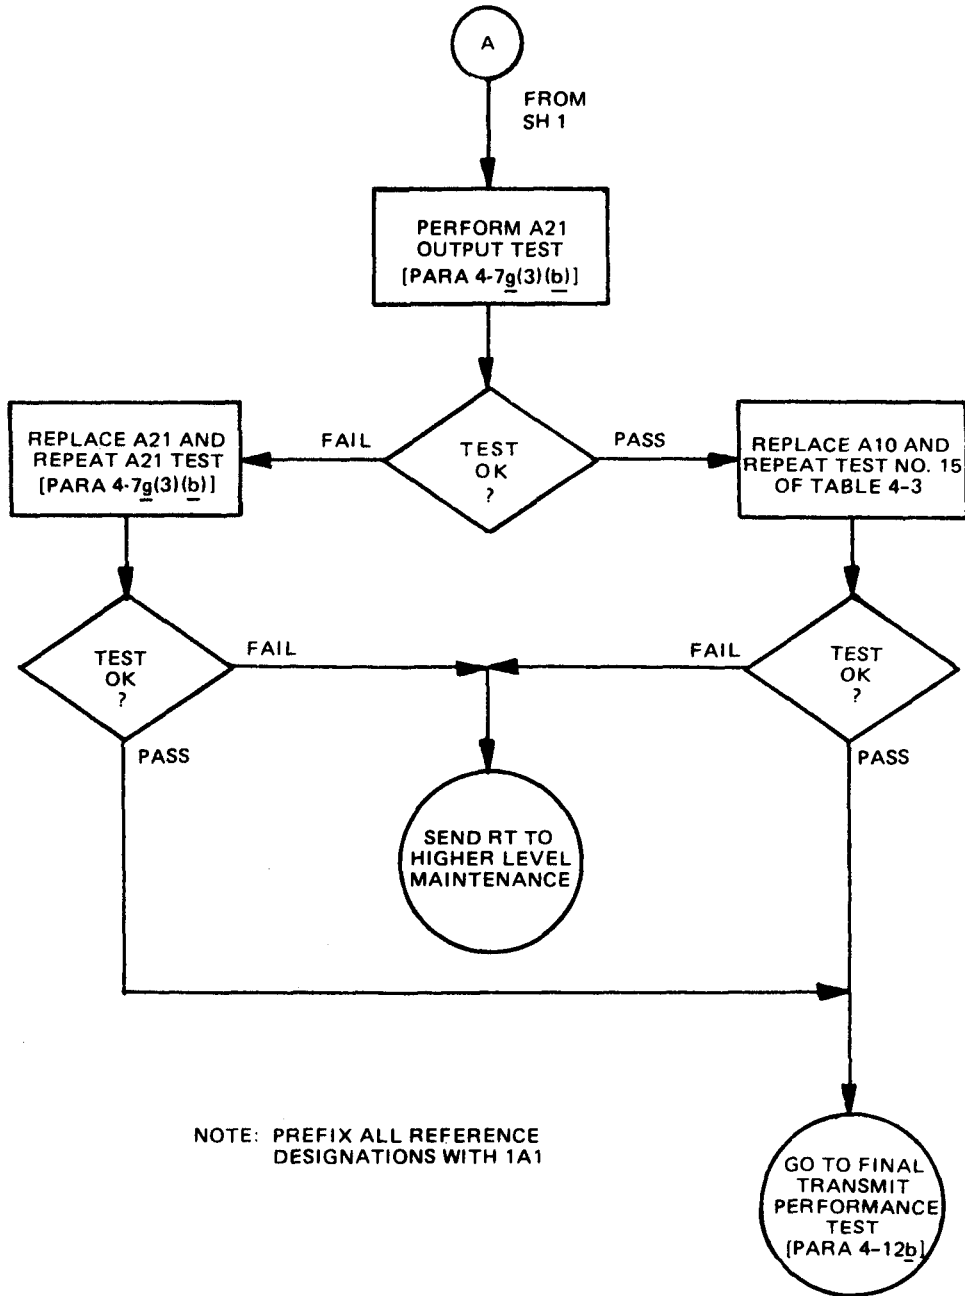 A
FROM
SH 1
PERFORM A21
OUTPUT TEST
[PARA 4-7g(3)(b)]
TEST
OK
?
FAIL
PASS
REPLACE A21 AND
REPEAT A21 TEST
[PARA 4-7g(3)(b)]
REPLACE A10 AND
REPEAT TEST NO. 15
OF TABLE 4-3
TEST
OK
?
FAIL
PASS
TEST
OK
?
FAIL
PASS
SEND RT TO
HIGHER LEVEL
MAINTENANCE
NOTE: PREFIX ALL REFERENCE
DESIGNATIONS WITH 1A1
GO TO FINAL
TRANSMIT
PERFORMANCE
TEST
[PARA 4-12b]